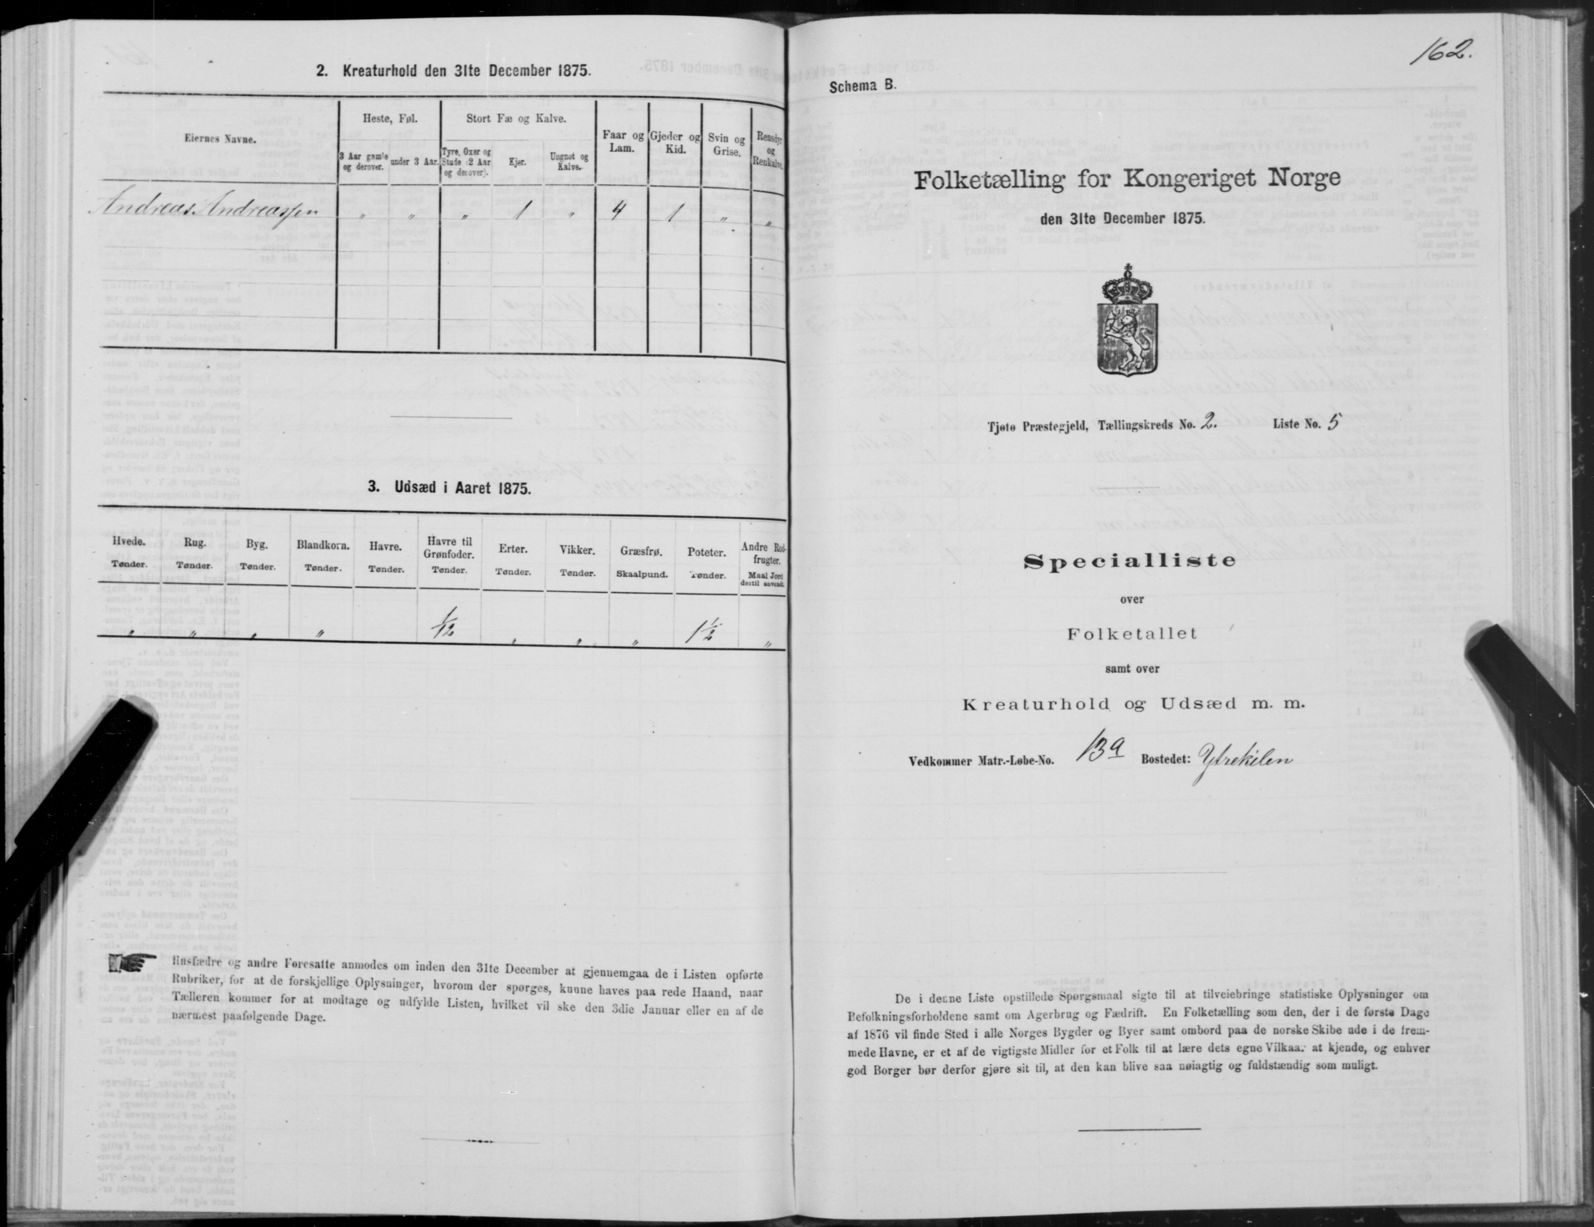 2. Kreaturhold den 31te December 1875.
Eiernes Navne.
Heste, Føl.
Stort Fæ og Kalve.
Faar og Lam.
Gjeder og Kid.
Svin og Grise.
Rensdyr og Renkalve.
3 Aar gamle og derover.
under 3 Aar.
Tyre, Oxer og Stude (2 Aar og derover).
Kjer.
Ungnøt og Kalve.
Andreas Andreassen " " " 1 " 4 1 " "
3. Udsæd i Aaret 1875.
Hvede. Rug. Byg. Blandkorn. Havre. Havre til Grønfoder. Erter. Vikker. Græsfrø. Poteter. Andre Rodfrugter.
Tønder. Tønder. Tønder. Tønder. Tønder. Tønder. Tønder. Tønder. Skaalpund. Tønder. Maal Jord dertil anvendt.
" " " " 1/12 " " " 1 1/2 "
Husfædre og andre Foresatte anmodes om inden den 31te December at gjennemgaa de i Listen opførte
Rubriker, for at de forskjellige Oplysninger, hvorom der spørges, kunne haves paa rede Haand, naar
Tælleren kommer for at modtage og udfylde Listen, hvilket vil ske den 3die Januar eller en af de
nærmest paafølgende Dage.
162.
Schema B.
Folketælling for Kongeriget Norge
den 31te December 1875.
Tjøtø Præstegjeld, Tællingskreds No. 2. Liste No. 5
Specialliste
over
Folketallet
samt over
Kreaturhold og Udsæd m. m.
Vedkommer Matr.-Løbe-No. 13a Bostedet: Ytrekilen
De i denne Liste opstillede Spørgsmaal sigte til at tilveiebringe statistiske Oplysninger om
Befolkningsforholdene samt om Agerbrug og Fædrift. En Folketælling som den, der i de første Dage
af 1876 vil finde Sted i alle Norges Bygder og Byer samt ombord paa de norske Skibe ude i de frem-
mede Havne, er et af de vigtigste Midler for et Folk til at lære dets egne Vilkaar at kjende, og enhver
god Borger bør derfor gjøre sit til, at den kan blive saa nøiagtig og fuldstændig som muligt.